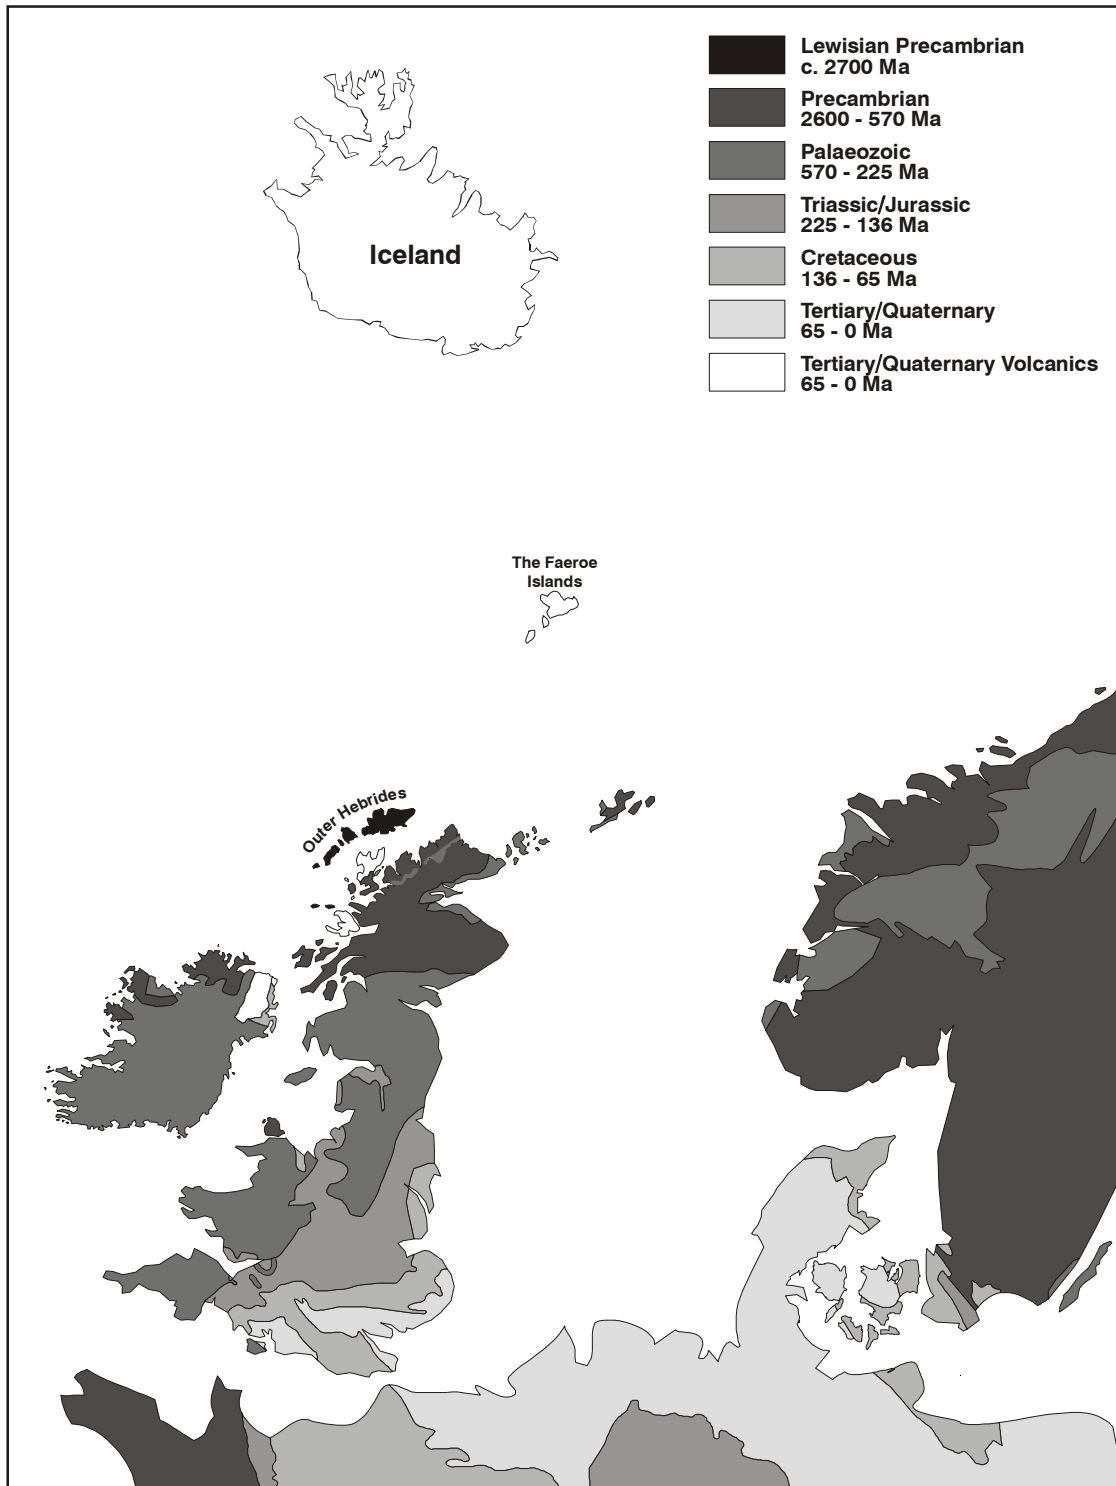 Lewisian Precambrian
c. 2700 Ma
Precambrian
2600 - 570 Ma
Palaeozoic
570 - 225 Ma
Triassic/Jurassic
225 - 136 Ma
Cretaceous
136 - 65 Ma
Tertiary/Quaternary
65 - 0 Ma
Tertiary/Quaternary Volcanics
65 - 0 Ma
Iceland
The Faeroe
Islands
Outer Hebrides